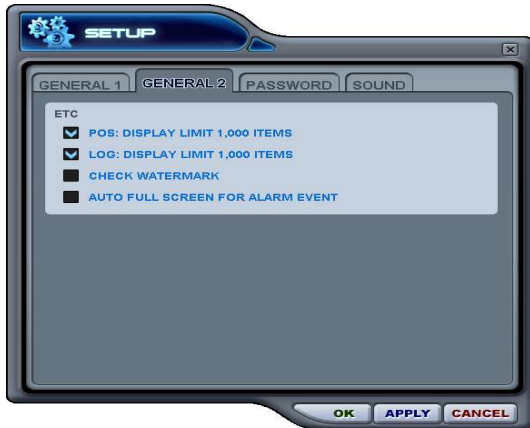 SETUP
GENERAL 1 GENERAL 2 PASSWORD SOUND
ETC
POS: DISPLAY LIMIT 1,000 ITEMS
LOG: DISPLAY LIMIT 1,000 ITEMS
CHECK WATERMARK
AUTO FULL SCREEN FOR ALARM EVENT
OK APPLY CANCEL